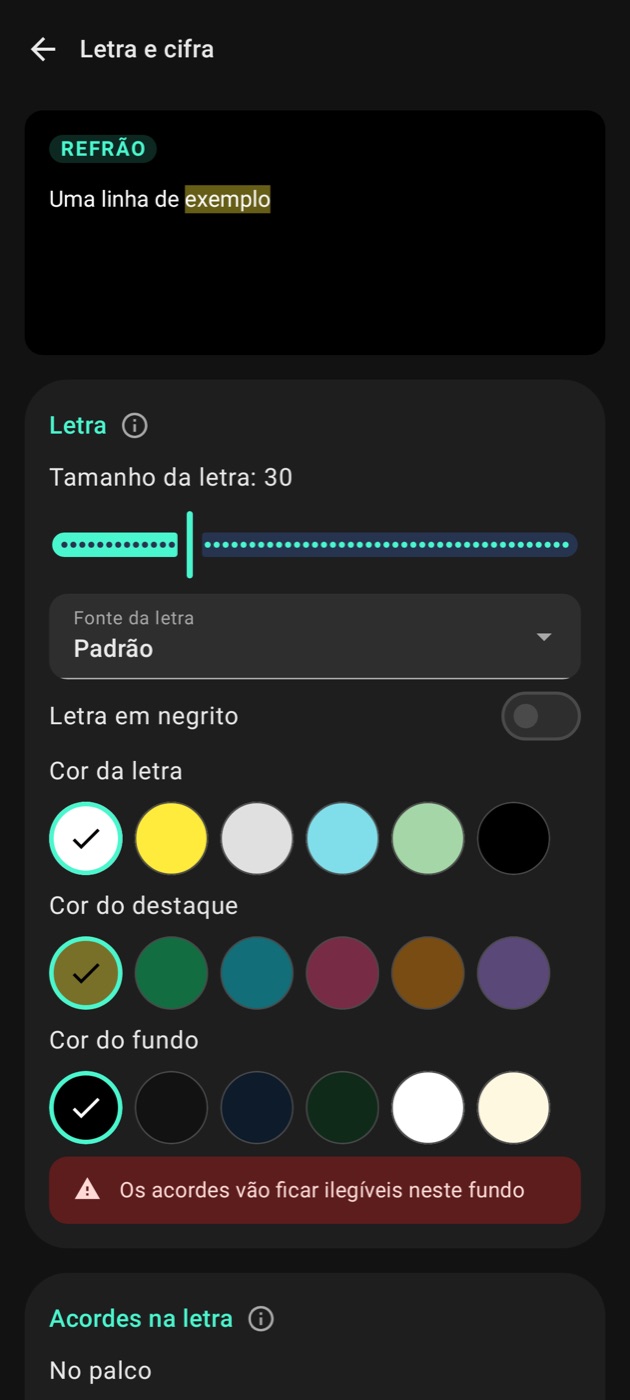 Letra e cifra
REFRÃO
Uma linha de exemplo
Letra
Tamanho da letra: 30
Fonte da letra
Padrão
Letra em negrito
Cor da letra
Cor do destaque
Cor do fundo
Os acordes vão ficar ilegíveis neste fundo
Acordes na letra
No palco